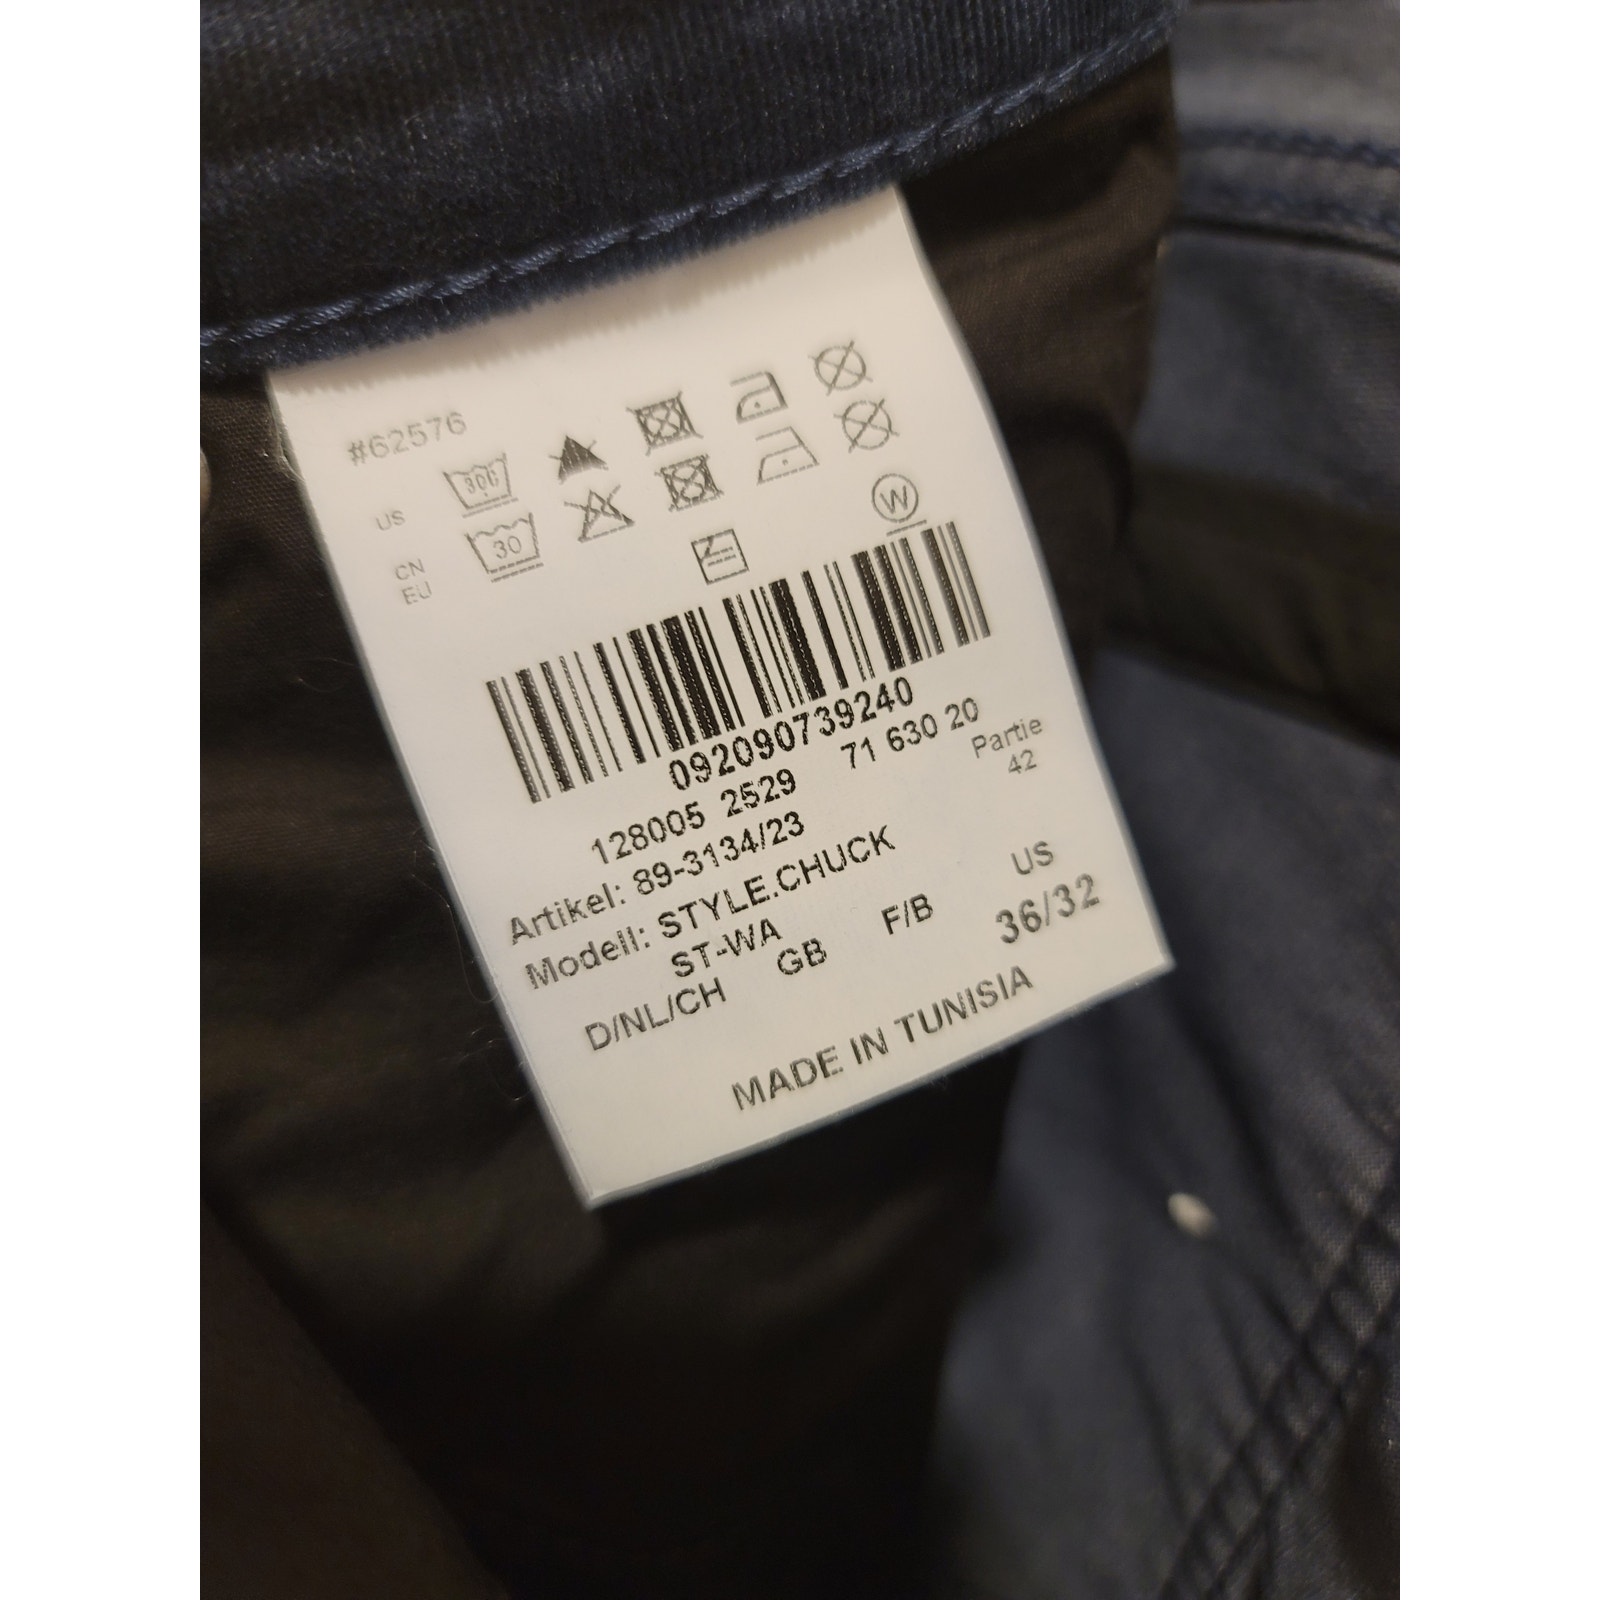 #62576
US 30C
CN 30
EU
W
092090739240
128005 2529 71 630 20
Artikel: 89-3134/23 Partie
Modell: STYLE.CHUCK 42
ST-WA
D/NL/CH GB F/B US
36/32
MADE IN TUNISIA